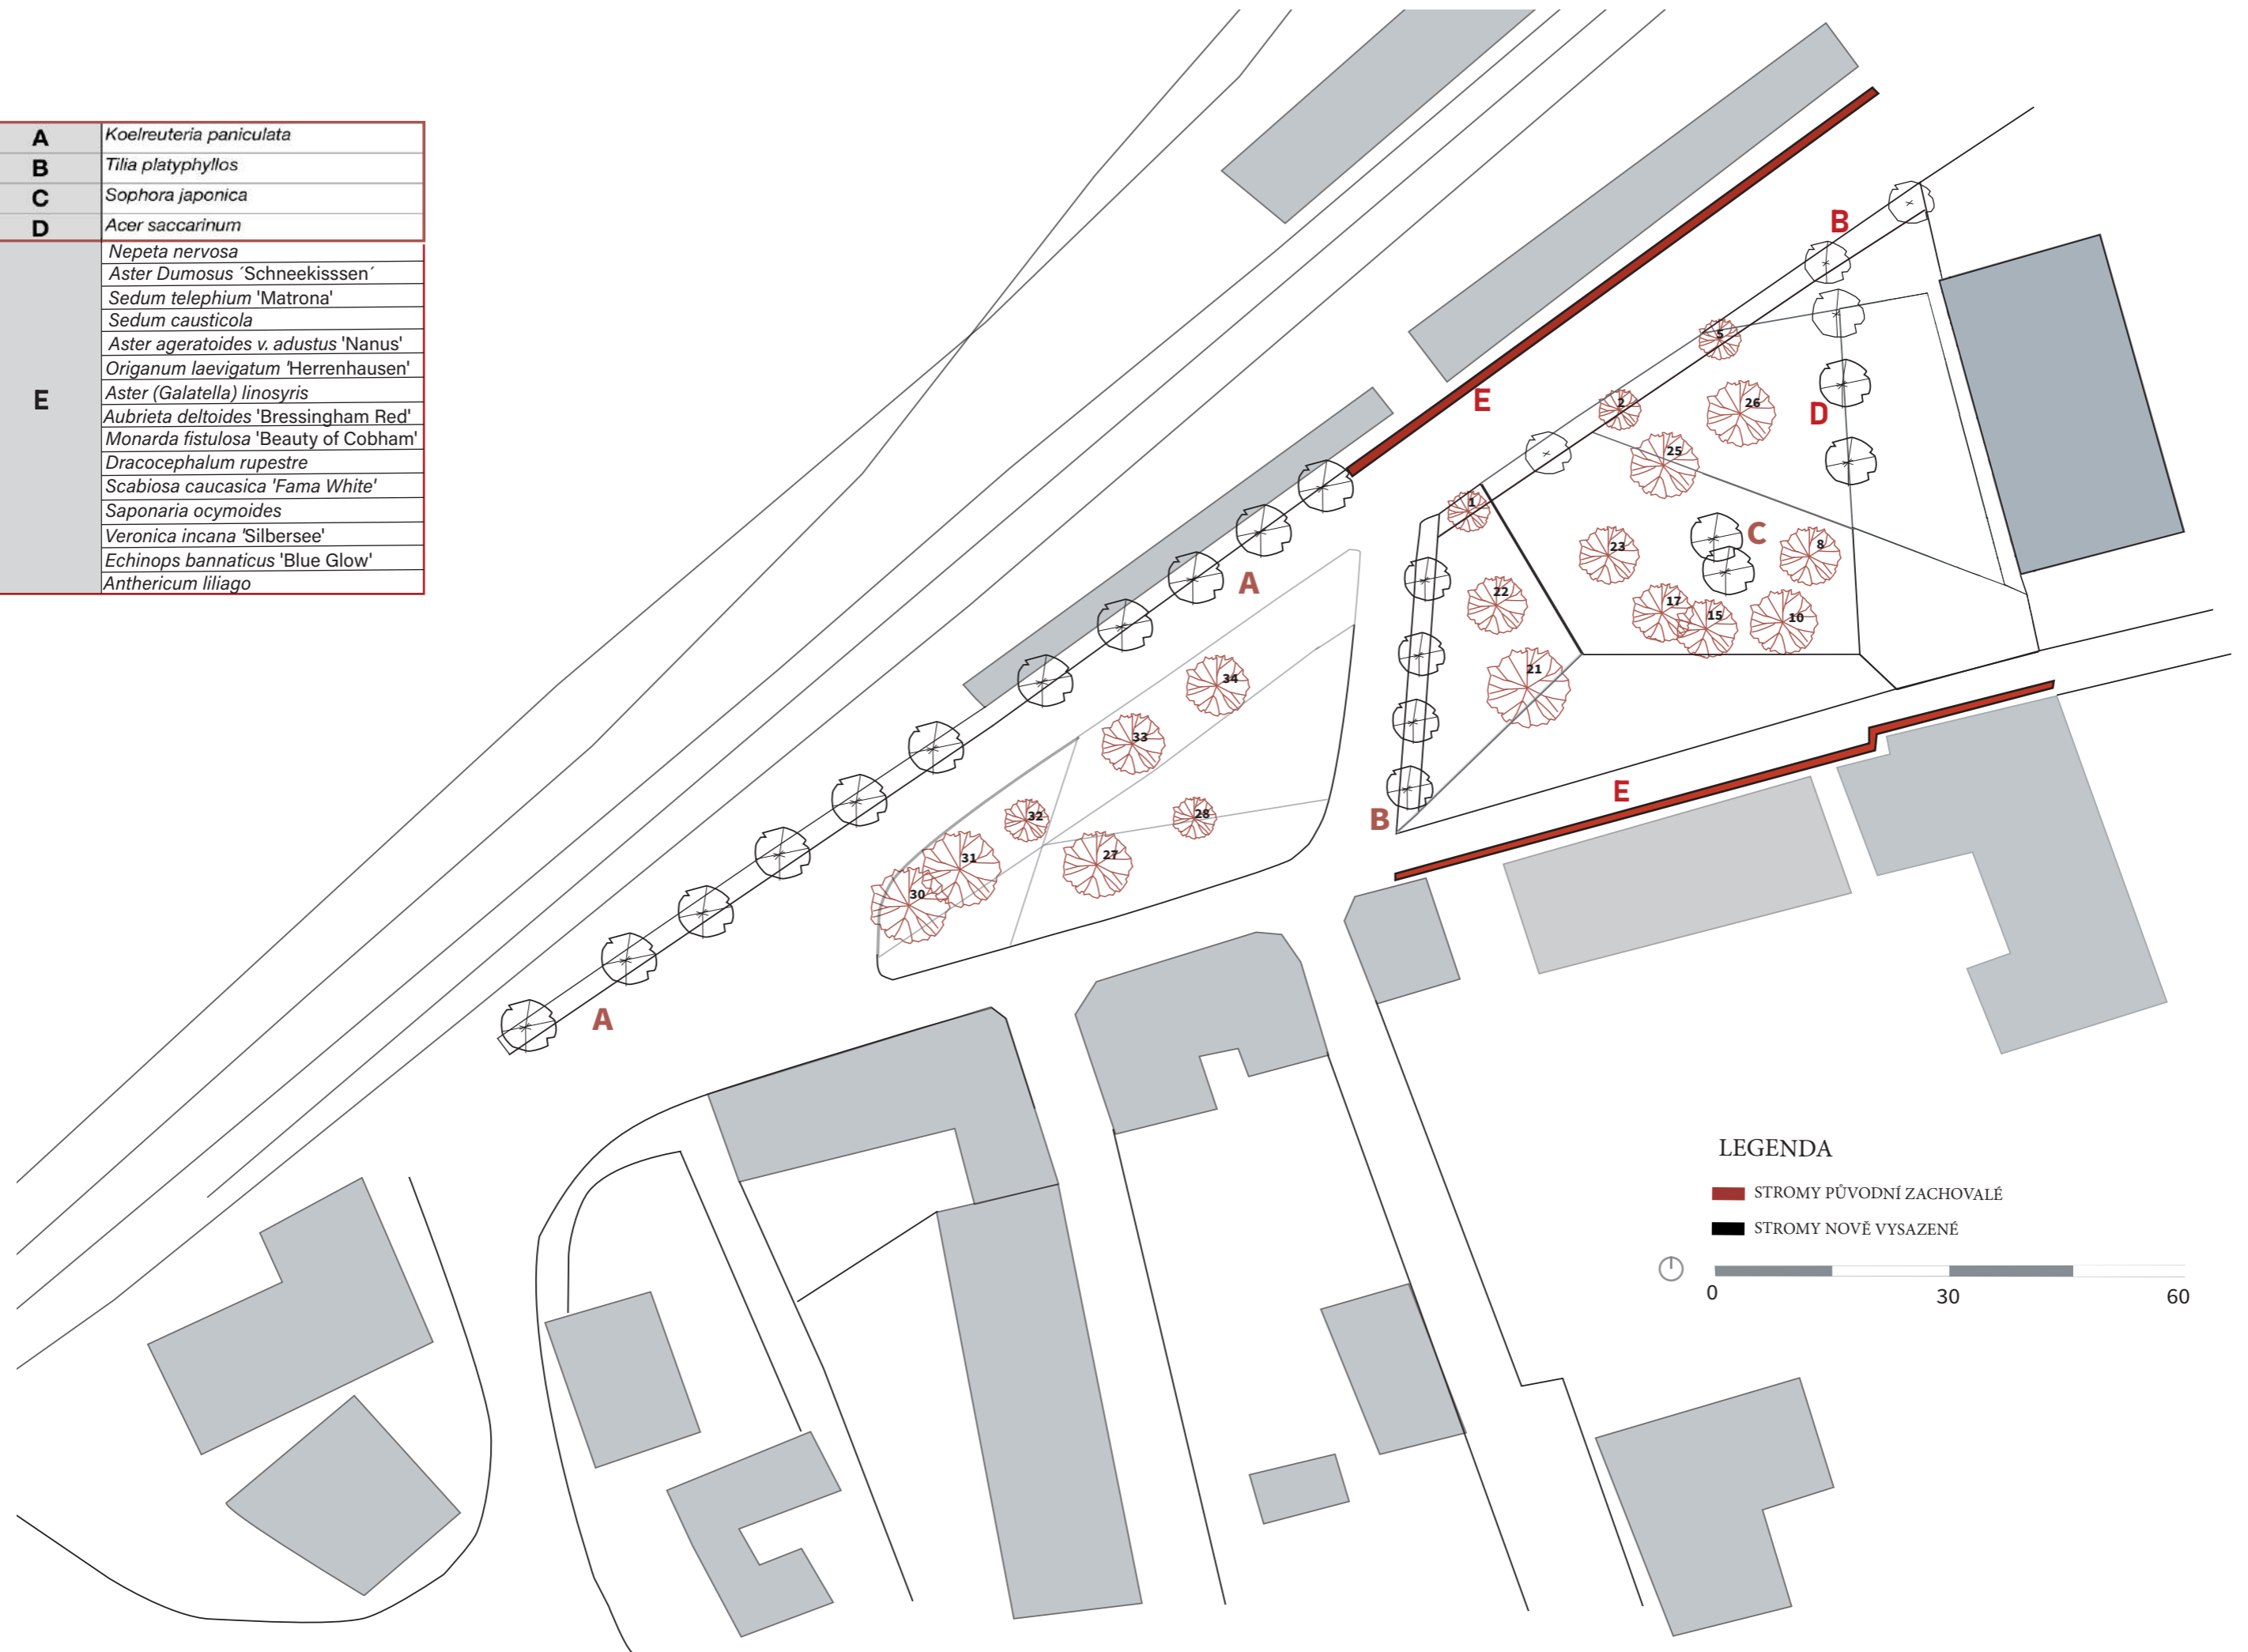 A Koelreuteria paniculata
B Tilia platyphyllos
C Sophora japonica
D Acer saccarinum
E
Nepeta nervosa
Aster Dumosus ´Schneekisssen´
Sedum telephium 'Matrona'
Sedum causticola
Aster ageratoides v. adustus 'Nanus'
Origanum laevigatum 'Herrenhausen'
Aster (Galatella) linosyris
Aubrieta deltoides 'Bressingham Red'
Monarda fistulosa 'Beauty of Cobham'
Dracocephalum rupestre
Scabiosa caucasica 'Fama White'
Saponaria ocymoides
Veronica incana 'Silbersee'
Echinops bannaticus 'Blue Glow'
Anthericum liliago
B
5
E
2
26
D
25
1
C
23
8
A
22
17
15
10
21
34
33
E
32
28
B
31
27
30
A
LEGENDA
STROMY PŮVODNÍ ZACHOVALÉ
STROMY NOVĚ VYSAZENÉ
0 30 60